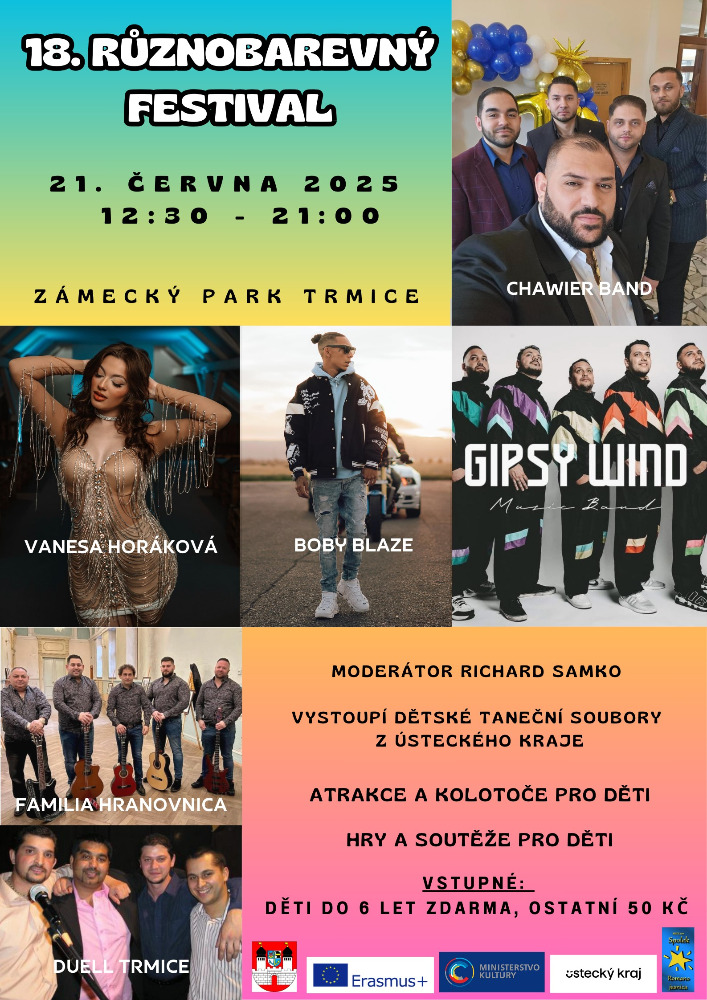 18. RŮZNOBAREVNÝ
FESTIVAL
21. ČERVNA 2025
12:30 - 21:00
ZÁMECKÝ PARK TRMICE
CHAWIER BAND
VANESA HORÁKOVÁ
BOBY BLAZE
GIPSY WIND
Music Band
FAMILIA HRANOVNICA
DUELL TRMICE
MODERÁTOR RICHARD SAMKO
VYSTOUPÍ DĚTSKÉ TANEČNÍ SOUBORY
Z ÚSTECKÉHO KRAJE
ATRAKCE A KOLOTOČE PRO DĚTI
HRY A SOUTĚŽE PRO DĚTI
VSTUPNÉ:
DĚTI DO 6 LET ZDARMA, OSTATNÍ 50 KČ
Erasmus+
MINISTERSTVO
KULTURY
ústecký kraj